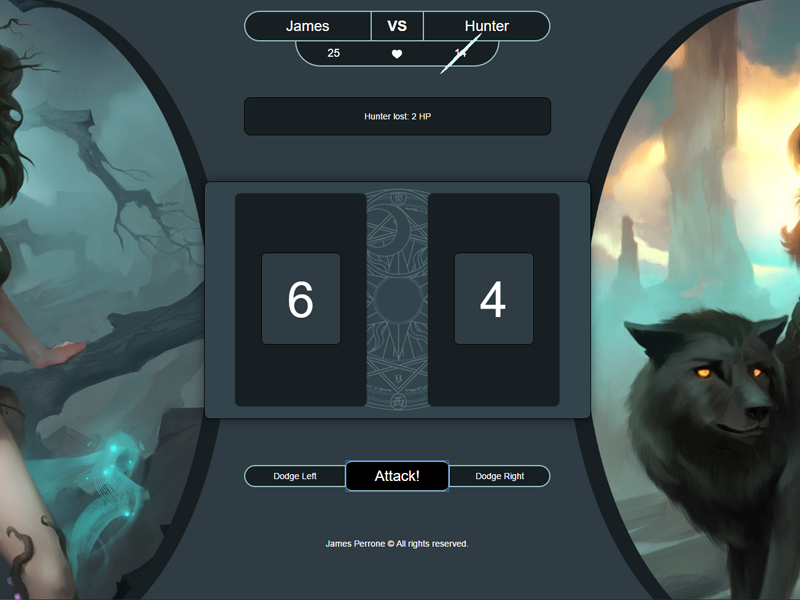 James VS Hunter
25 14
Hunter lost: 2 HP
6 4
Dodge Left Attack! Dodge Right
James Perrone © All rights reserved.